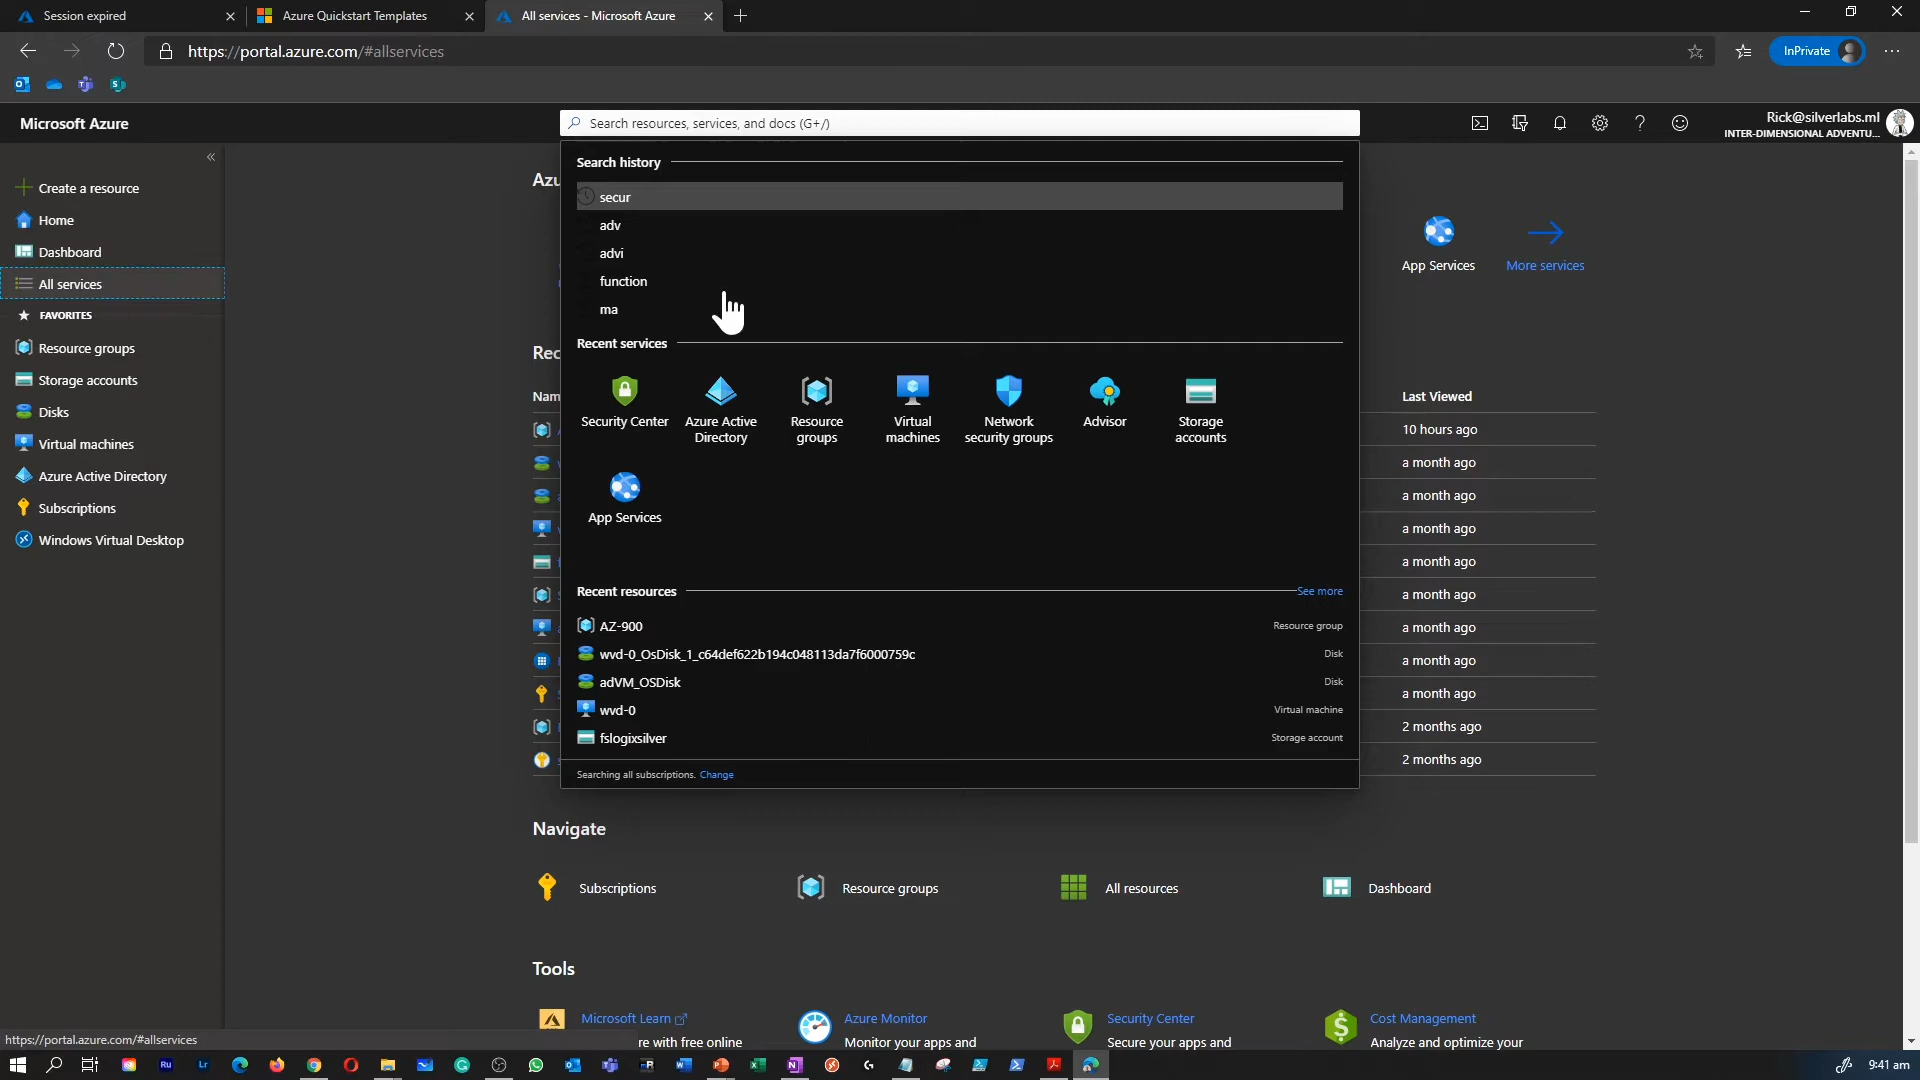 Session expired
Azure Quickstart Templates
All services - Microsoft Azure
https://portal.azure.com/#allservices
InPrivate
Microsoft Azure
Search resources, services, and docs (G+/)
Rick@silverlabs.ml
INTER-DIMENSIONAL ADVENTU...
Create a resource
Home
Dashboard
All services
FAVORITES
Resource groups
Storage accounts
Disks
Virtual machines
Azure Active Directory
Subscriptions
Windows Virtual Desktop
Azu
Search history
secur
adv
advi
function
ma
Recent services
Security Center
Azure Active
Directory
Resource
groups
Virtual
machines
Network
security groups
Advisor
Storage
accounts
App Services
Recent resources
See more
AZ-900
Resource group
wvd-0_OsDisk_1_c64def622b194c048113da7f6000759c
Disk
adVM_OSDisk
Disk
wvd-0
Virtual machine
fslogixsilver
Storage account
Searching all subscriptions. Change
App Services
More services
Rec
Nam
Last Viewed
10 hours ago
a month ago
a month ago
a month ago
a month ago
a month ago
a month ago
a month ago
a month ago
2 months ago
2 months ago
Navigate
Subscriptions
Resource groups
All resources
Dashboard
Tools
Microsoft Learn
re with free online
Azure Monitor
Monitor your apps and
Security Center
Secure your apps and
Cost Management
Analyze and optimize your
https://portal.azure.com/#allservices
9:41 am